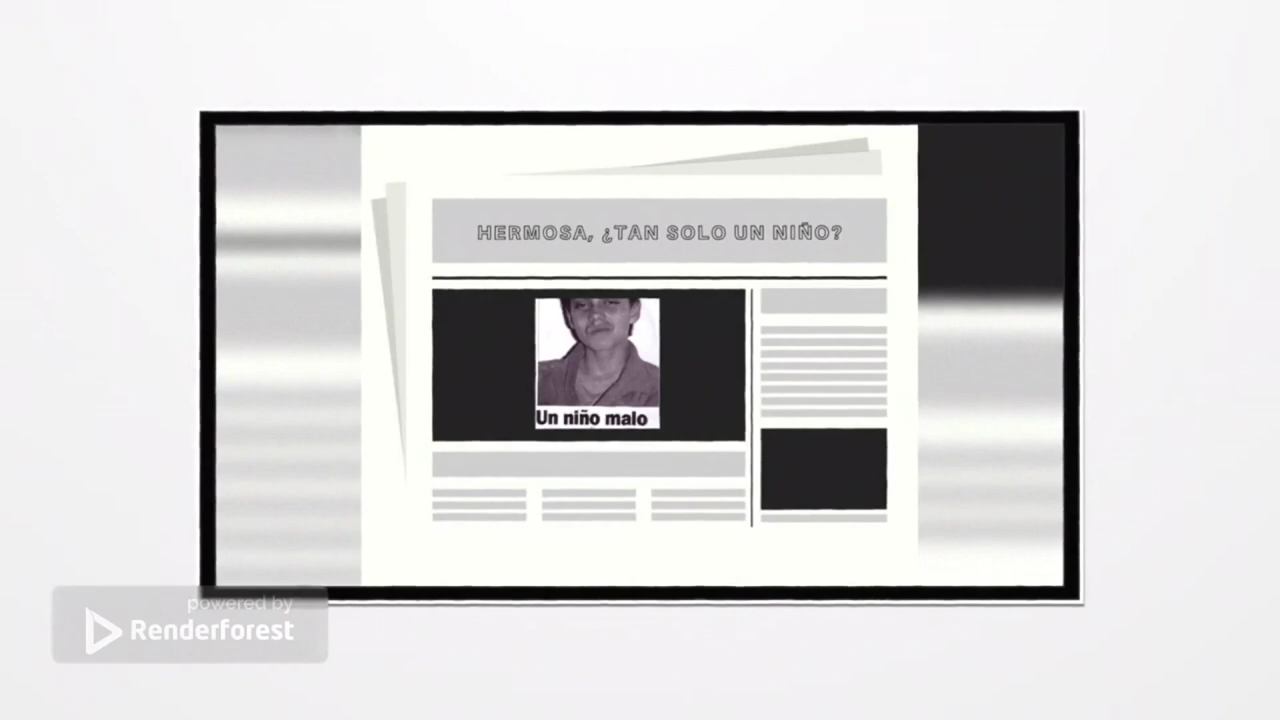 HERMOSA, ¿TAN SOLO UN NIÑO?
Un niño malo
powered by
Renderforest